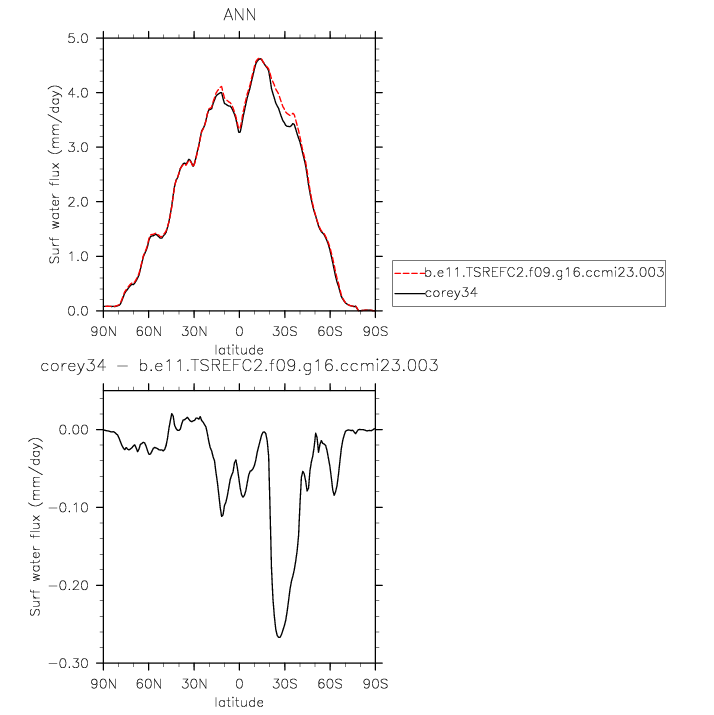 ANN
Surf water flux (mm/day)
5.0
4.0
3.0
2.0
1.0
0.0
90N 60N 30N 0 30S 60S 90S
latitude
b.e11.TSREFC2.f09.g16.ccmi23.003
corey34
corey34 − b.e11.TSREFC2.f09.g16.ccmi23.003
Surf water flux (mm/day)
0.00
−0.10
−0.20
−0.30
90N 60N 30N 0 30S 60S 90S
latitude